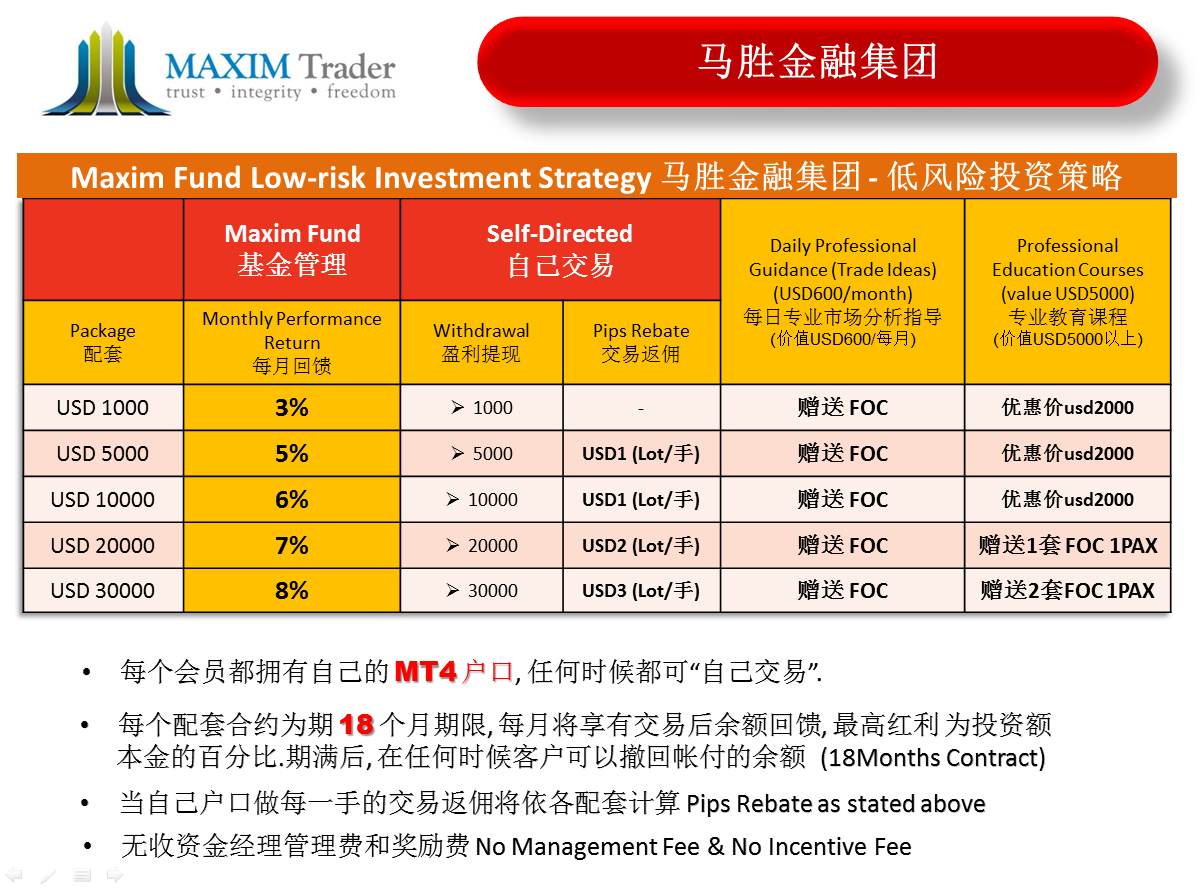 MAXIM Trader
trust • integrity • freedom
马胜金融集团
Maxim Fund Low-risk Investment Strategy 马胜金融集团 - 低风险投资策略
Maxim Fund
基金管理
Self-Directed
自己交易
Daily Professional
Guidance (Trade Ideas)
(USD600/month)
每日专业市场分析指导
(价值USD600/每月)
Professional
Education Courses
(value USD5000)
专业教育课程
(价值USD5000以上)
Package
配套
Monthly Performance
Return
每月回馈
Withdrawal
盈利提现
Pips Rebate
交易返佣
USD 1000 3% ➢ 1000 - 赠送 FOC 优惠价usd2000
USD 5000 5% ➢ 5000 USD1 (Lot/手) 赠送 FOC 优惠价usd2000
USD 10000 6% ➢ 10000 USD1 (Lot/手) 赠送 FOC 优惠价usd2000
USD 20000 7% ➢ 20000 USD2 (Lot/手) 赠送 FOC 赠送1套 FOC 1PAX
USD 30000 8% ➢ 30000 USD3 (Lot/手) 赠送 FOC 赠送2套FOC 1PAX
• 每个会员都拥有自己的 MT4 户口, 任何时候都可“自己交易”.
• 每个配套合约为期 18 个月期限, 每月将享有交易后余额回馈, 最高红利 为投资额
本金的百分比.期满后, 在任何时候客户可以撤回帐付的余额 (18Months Contract)
• 当自己户口做每一手的交易返佣将依各配套计算 Pips Rebate as stated above
• 无收资金经理管理费和奖励费 No Management Fee & No Incentive Fee